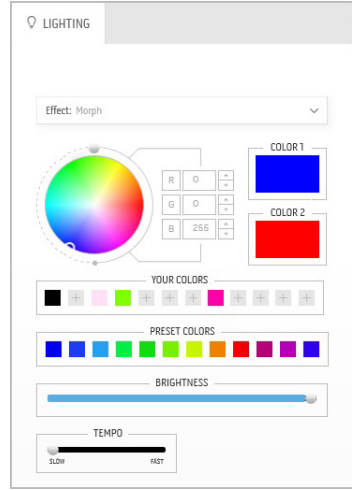 LIGHTING
Effect: Morph
COLOR 1
R 0
G 0
COLOR 2
B 255
YOUR COLORS
PRESET COLORS
BRIGHTNESS
TEMPO
SLOW FAST